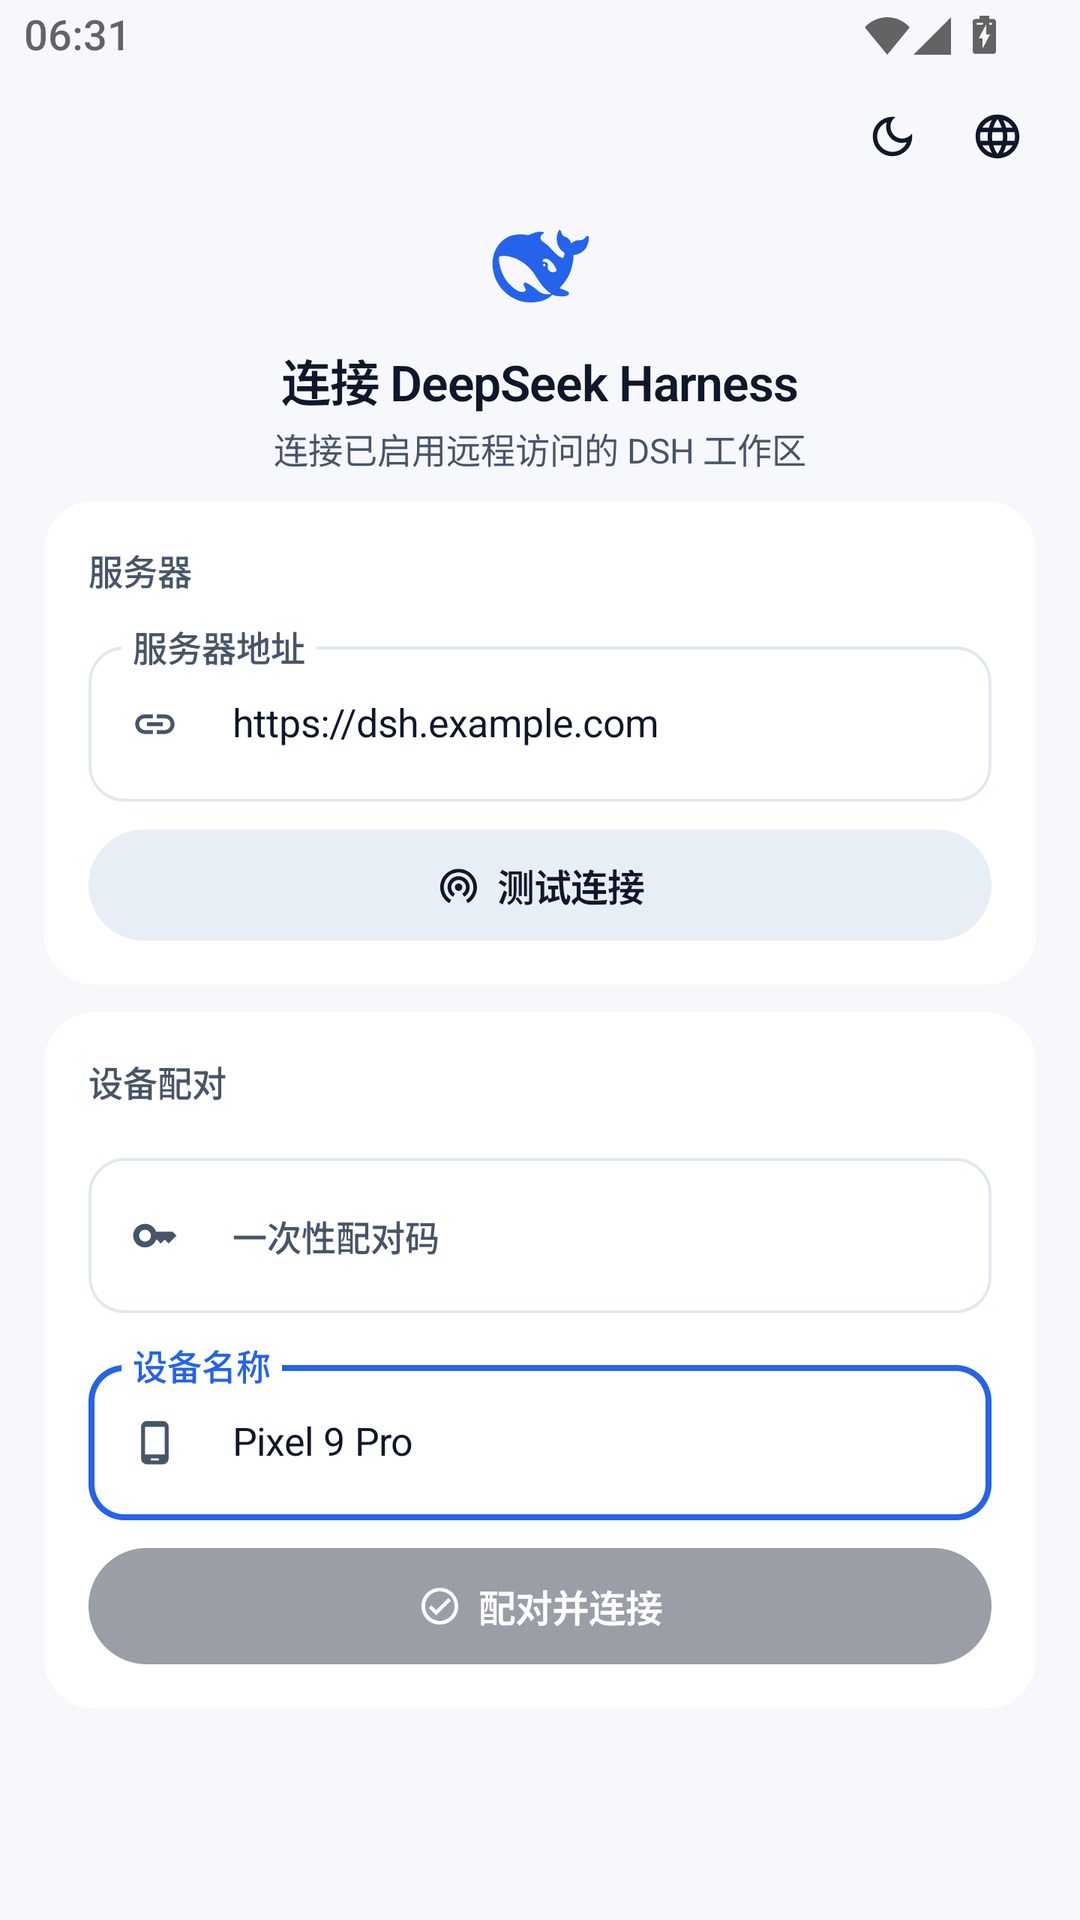 06:31
连接 DeepSeek Harness
连接已启用远程访问的 DSH 工作区
服务器
服务器地址
https://dsh.example.com
测试连接
设备配对
一次性配对码
设备名称
Pixel 9 Pro
配对并连接